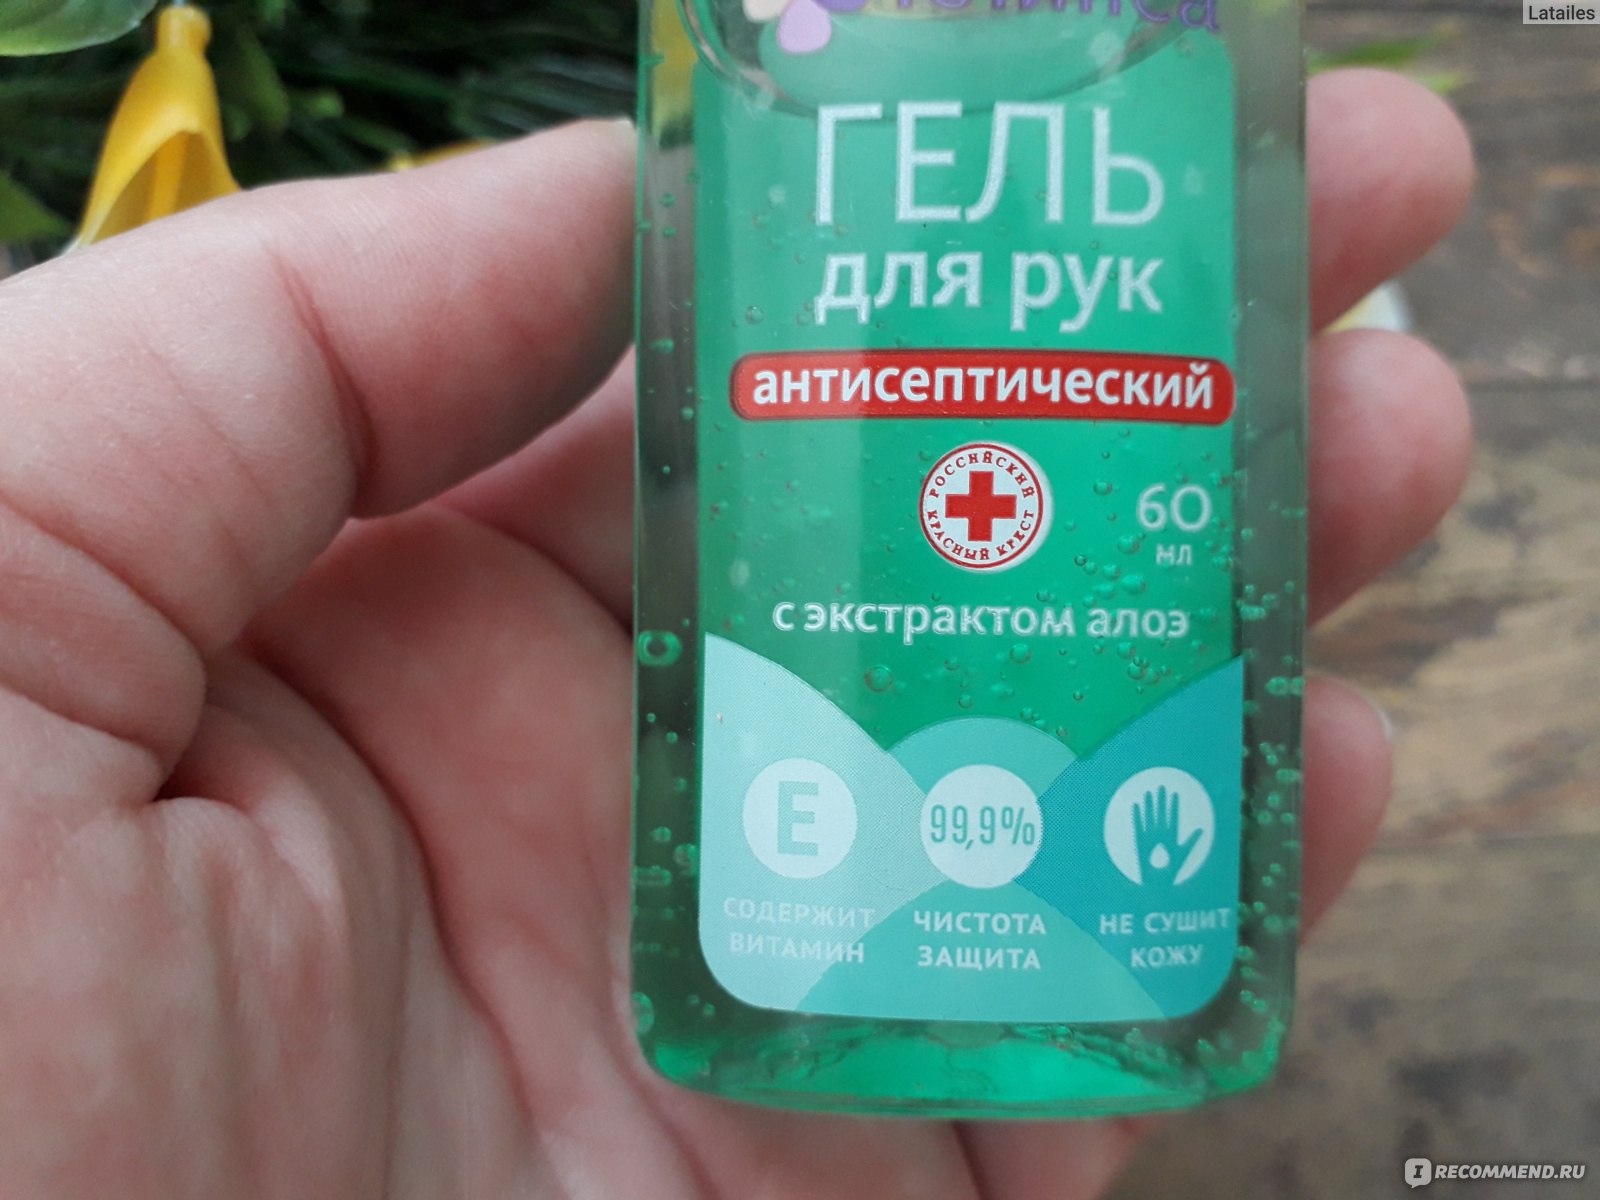 Latailes
ГЕЛЬ
для рук
антисептический
РОССИЙСКИЙ
КРАСНЫЙ КРЕСТ
60
мл
с экстрактом алоэ
E
99,9%
СОДЕРЖИТ
ВИТАМИН
ЧИСТОТА
ЗАЩИТА
НЕ СУШИТ
КОЖУ
IRECOMMEND.RU